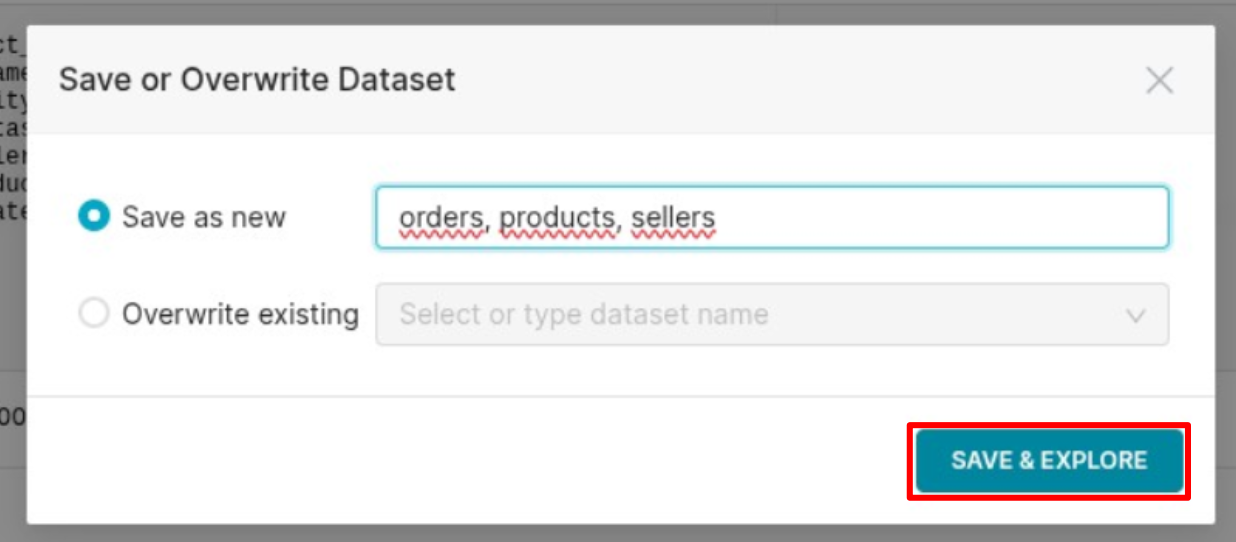 Save or Overwrite Dataset
Save as new
orders, products, sellers
Overwrite existing
Select or type dataset name
SAVE & EXPLORE